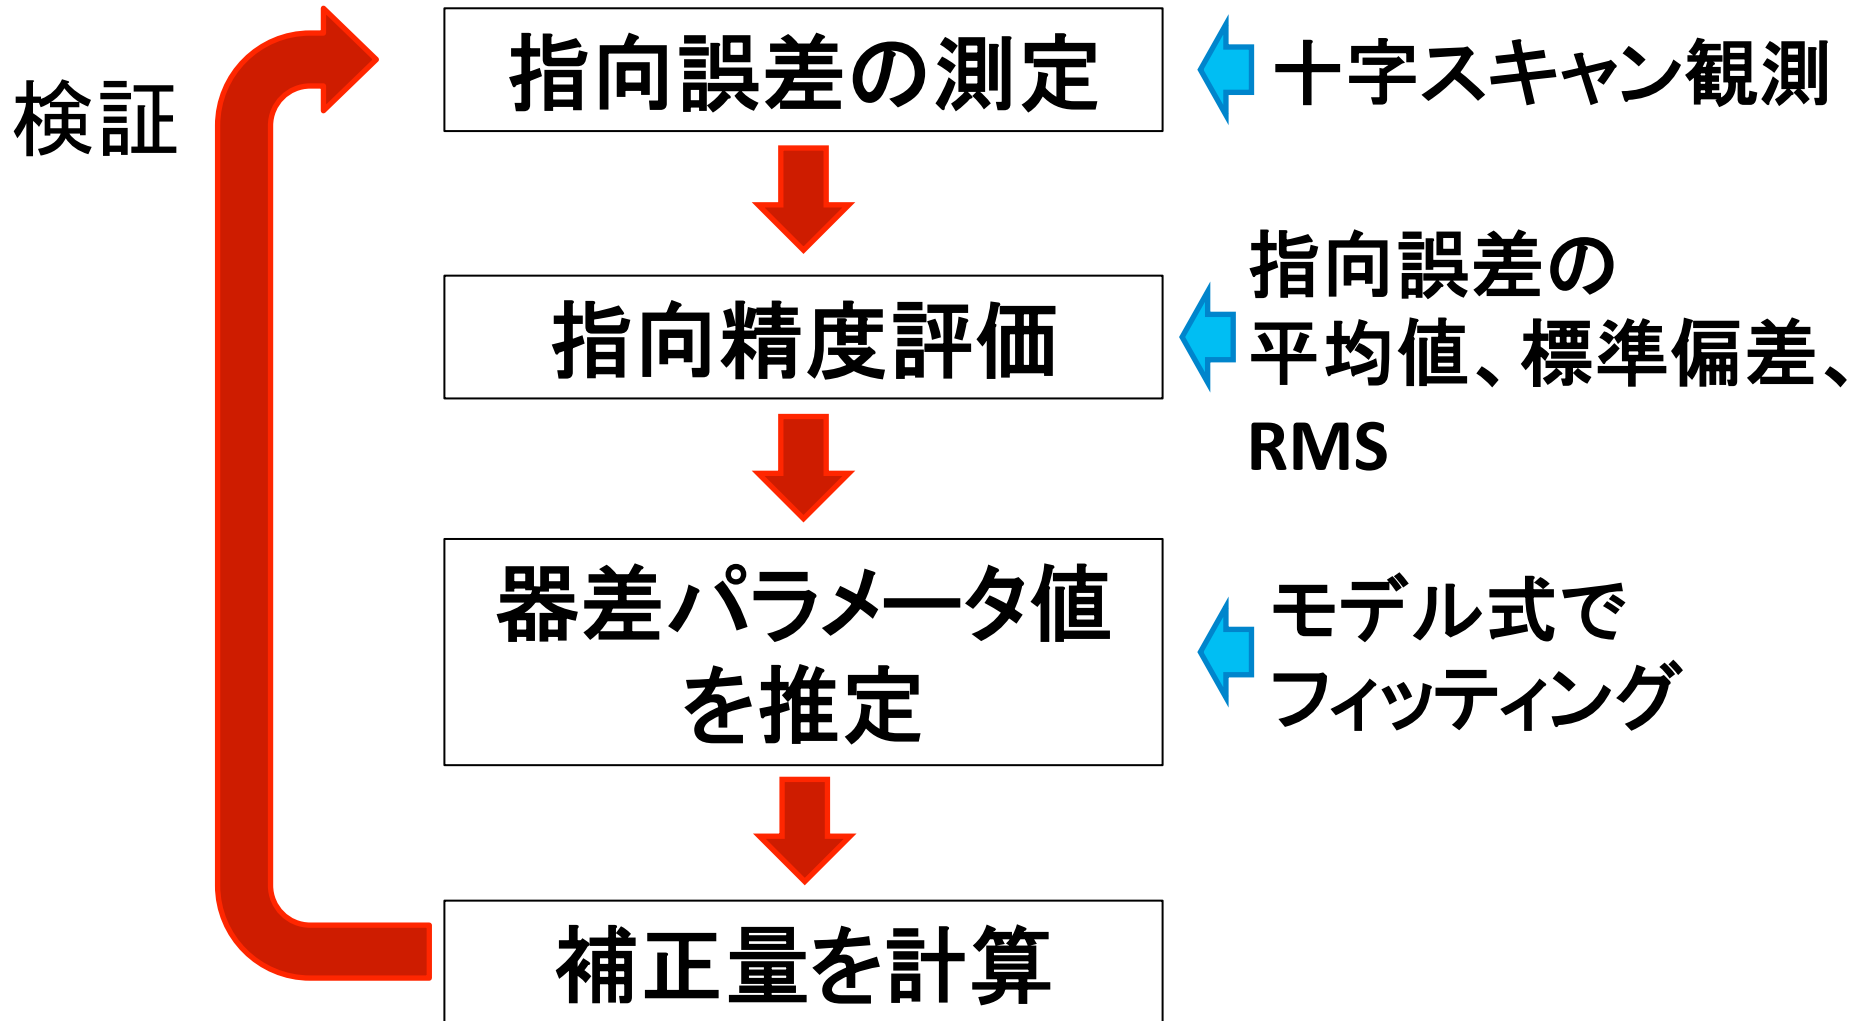 検証
指向誤差の測定
十字スキャン観測
指向精度評価
指向誤差の
平均値、標準偏差、
RMS
器差パラメータ値
を推定
モデル式で
フィッティング
補正量を計算